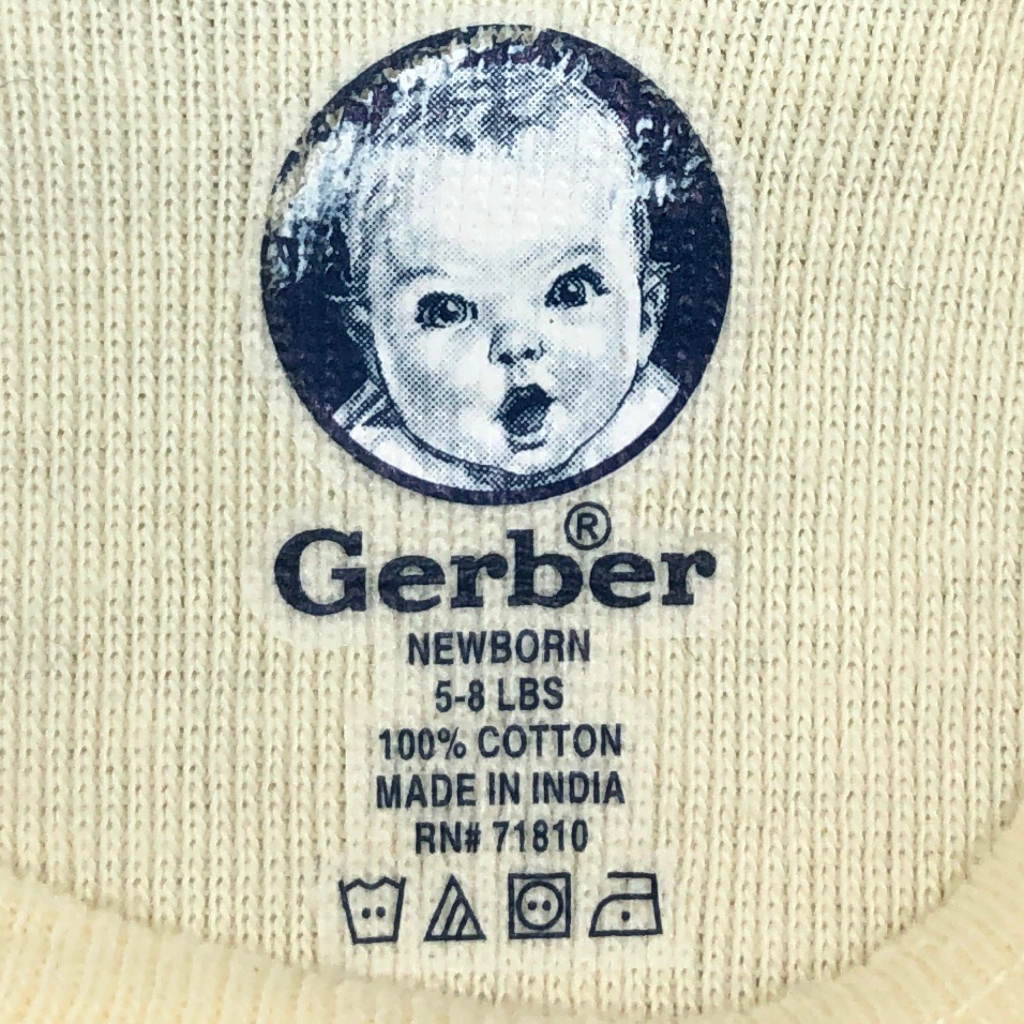 Gerber®
NEWBORN
5-8 LBS
100% COTTON
MADE IN INDIA
RN# 71810